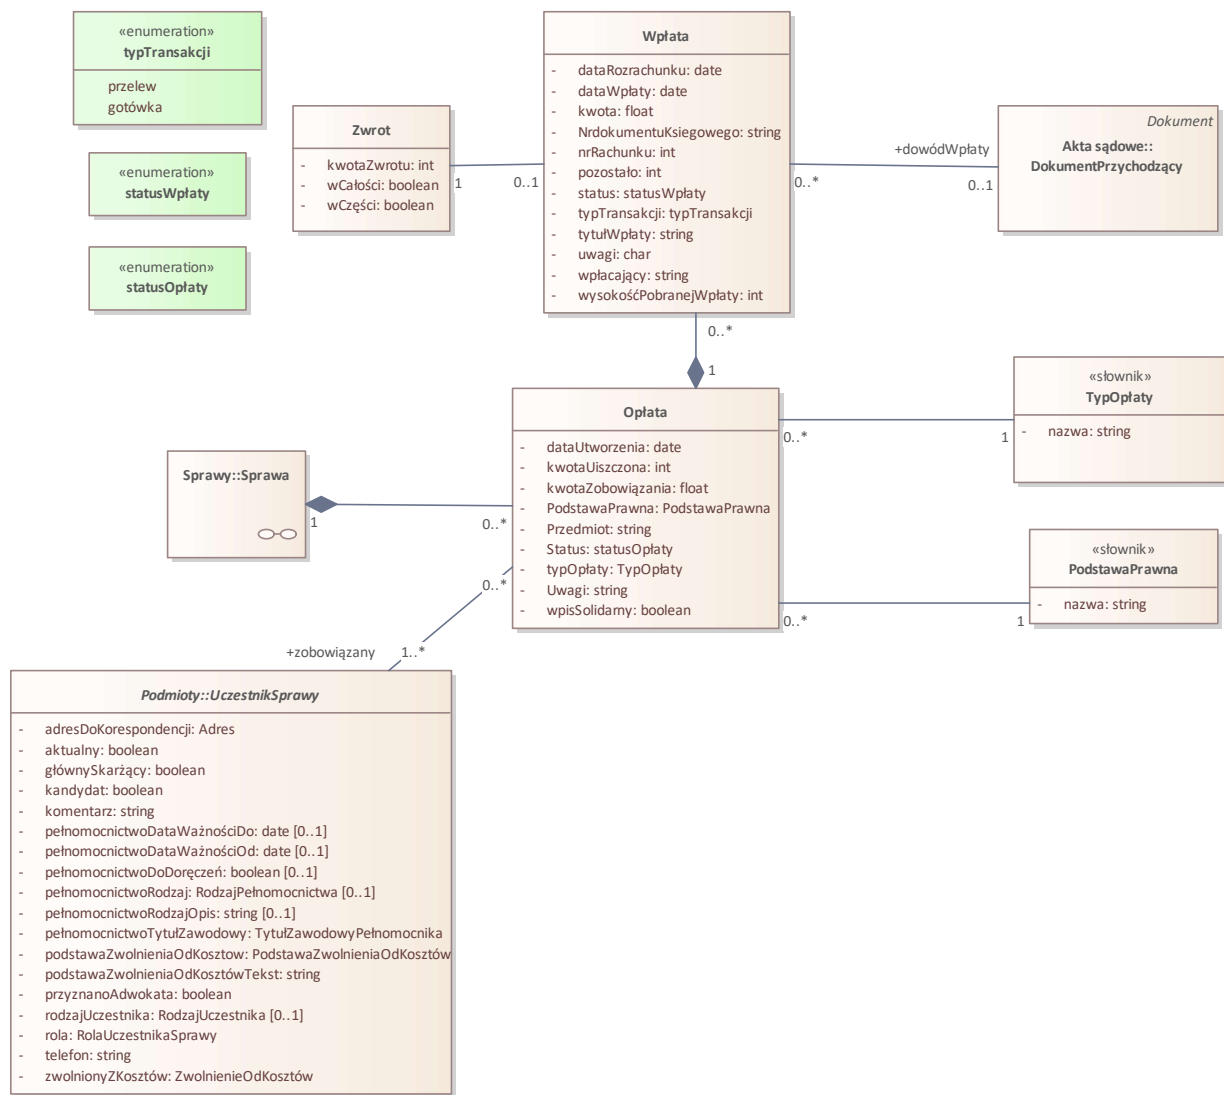 «enumeration»
typTransakcji
przelew
gotówka
«enumeration»
statusWpłaty
«enumeration»
statusOpłaty
Zwrot
- kwotaZwrotu: int
- wCałości: boolean
- wCzęści: boolean
1
0..1
Wpłata
- dataRozrachunku: date
- dataWpłaty: date
- kwota: float
- NrdokumentuKsiegowego: string
- nrRachunku: int
- pozostało: int
- status: statusWpłaty
- typTransakcji: typTransakcji
- tytułWpłaty: string
- uwagi: char
- wpłacający: string
- wysokośćPobranejWpłaty: int
+dowódWpłaty
0..*
0..1
Dokument
Akta sądowe::
DokumentPrzychodzący
0..*
1
Opłata
- dataUtworzenia: date
- kwotaUiszczona: int
- kwotaZobowiązania: float
- PodstawaPrawna: PodstawaPrawna
- Przedmiot: string
- Status: statusOpłaty
- typOpłaty: TypOpłaty
- Uwagi: string
- wpisSolidarny: boolean
0..*
1
«słownik»
TypOpłaty
- nazwa: string
Sprawy::Sprawa
1
0..*
«słownik»
PodstawaPrawna
- nazwa: string
0..*
1
0..*
+zobowiązany
1..*
Podmioty::UczestnikSprawy
- adresDoKorespondencji: Adres
- aktualny: boolean
- głównySkarżący: boolean
- kandydat: boolean
- komentarz: string
- pełnomocnictwoDataWażnościDo: date [0..1]
- pełnomocnictwoDataWażnościOd: date [0..1]
- pełnomocnictwoDoDoręczeń: boolean [0..1]
- pełnomocnictwoRodzaj: RodzajPełnomocnictwa [0..1]
- pełnomocnictwoRodzajOpis: string [0..1]
- pełnomocnictwoTytułZawodowy: TytułZawodowyPełnomocnika
- podstawaZwolnieniaOdKosztow: PodstawaZwolnieniaOdKosztów
- podstawaZwolnieniaOdKosztówTekst: string
- przyznanoAdwokata: boolean
- rodzajUczestnika: RodzajUczestnika [0..1]
- rola: RolaUczestnikaSprawy
- telefon: string
- zwolnionyZKosztów: ZwolnienieOdKosztów